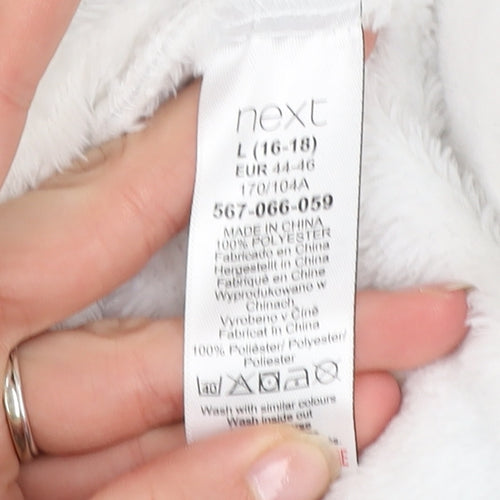 next
L (16-18)
EUR 44-46
170/104A
567-066-059
MADE IN CHINA
100% POLYESTER
Fabricado en China
Hergestellt in China
Fabriqué en Chine
Wyprodukowano w
Chinach
Vyrobeno v Číně
Fabricat în China
100% Poliéster/ Polyester/
Poliester
40
Wash with similar colours
Wash inside out